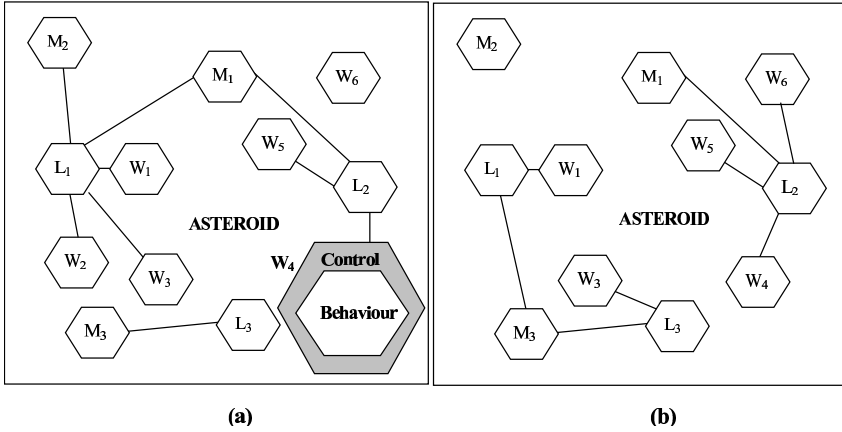 M₂
M₁
W₆
W₅
L₁
W₁
L₂
ASTEROID
W₂
W₃
W₄
Control
Behaviour
M₃
L₃
(a)
M₂
M₁
W₆
W₅
L₁
W₁
L₂
ASTEROID
W₃
W₄
M₃
L₃
(b)